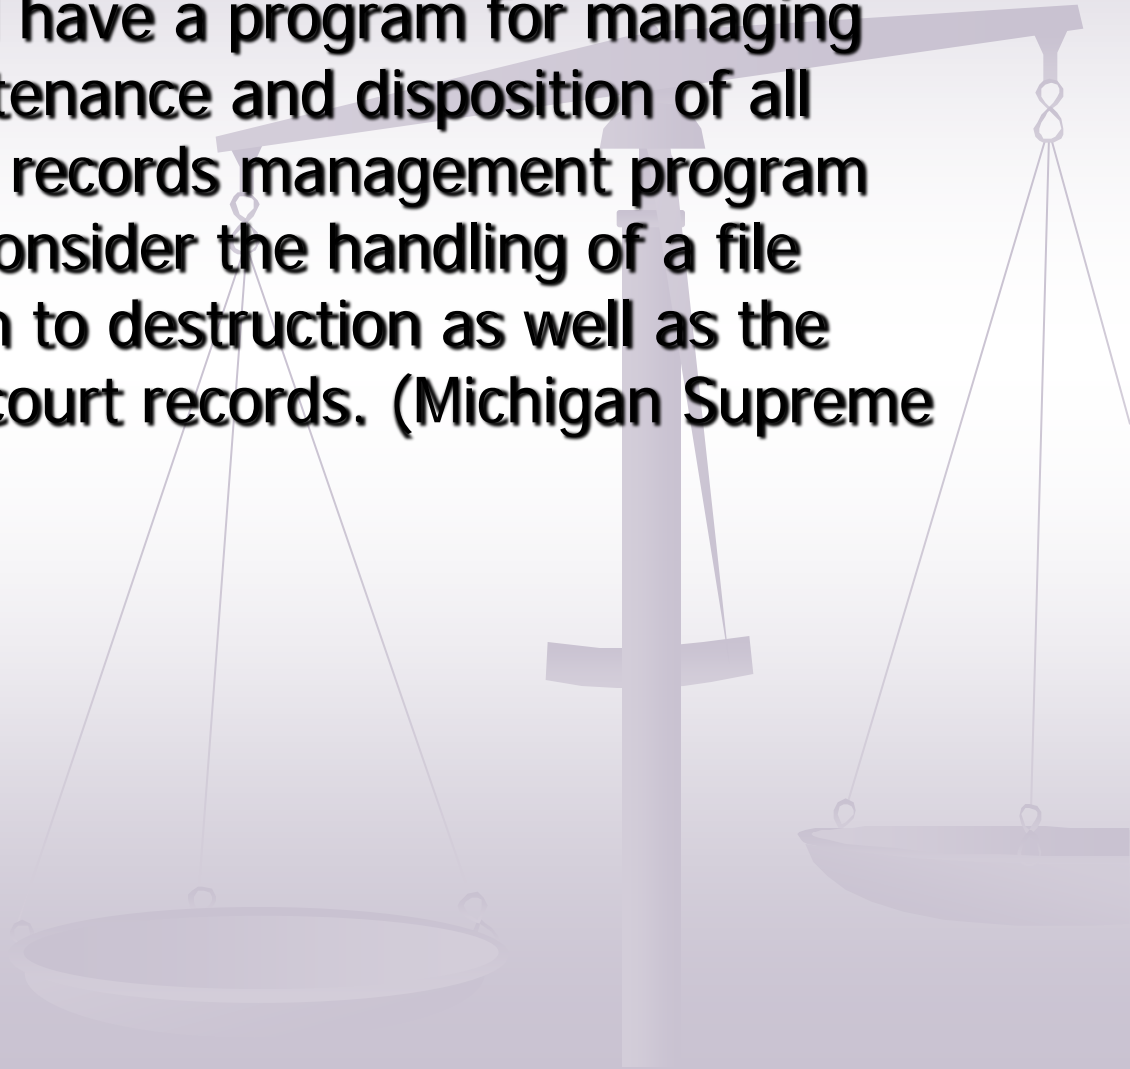 have a program for managing
tenance and disposition of all
records management program
onsider the handling of a file
n to destruction as well as the
court records. (Michigan Supreme